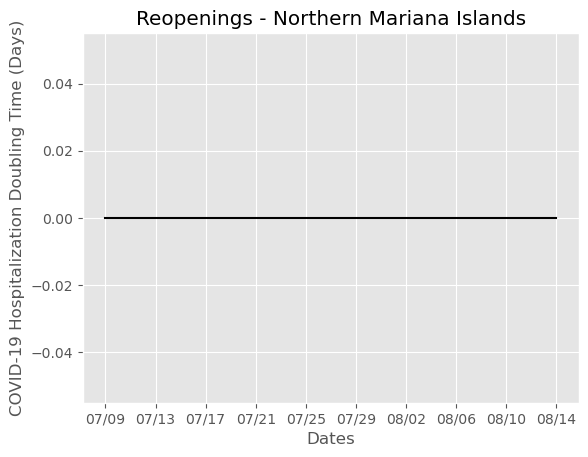 Reopenings - Northern Mariana Islands
COVID-19 Hospitalization Doubling Time (Days)
0.04
0.02
0.00
−0.02
−0.04
07/09 07/13 07/17 07/21 07/25 07/29 08/02 08/06 08/10 08/14
Dates